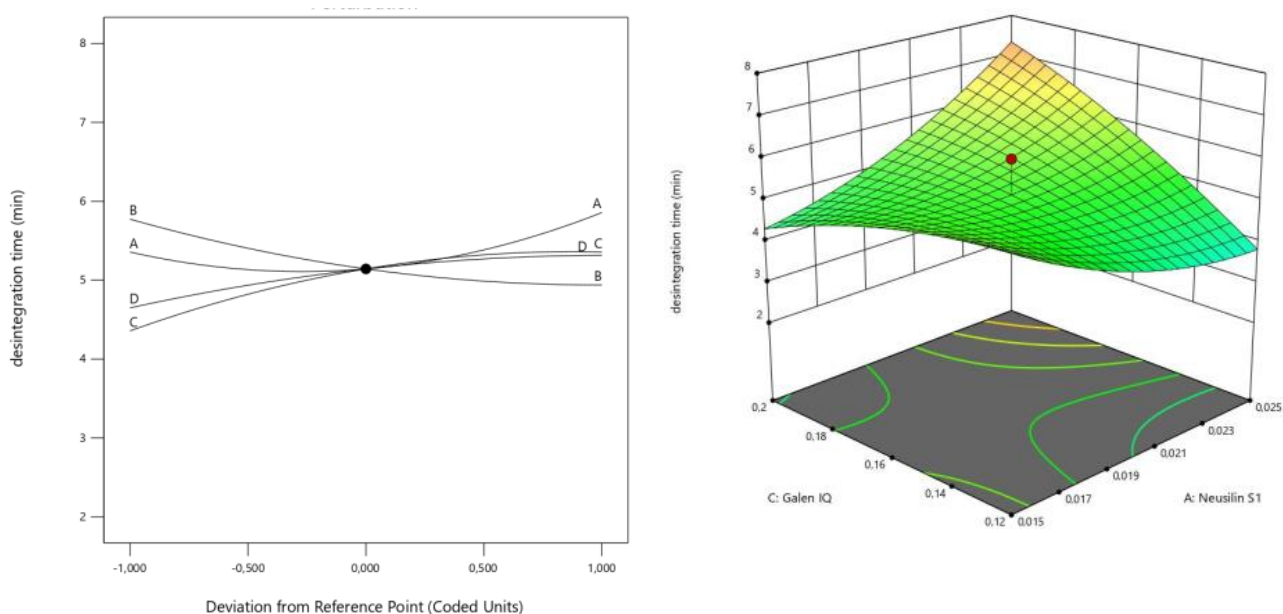 8
7
6
5
4
3
2
desintegration time (min)
B
A
D
C
A
D C
B
-1,000 -0,500 0,000 0,500 1,000
Deviation from Reference Point (Coded Units)
8
7
6
5
4
3
2
desintegration time (min)
0,2
0,18
0,16
0,14
0,12
C: Galen IQ
0,015
0,017
0,019
0,021
0,023
0,025
A: Neusilin S1